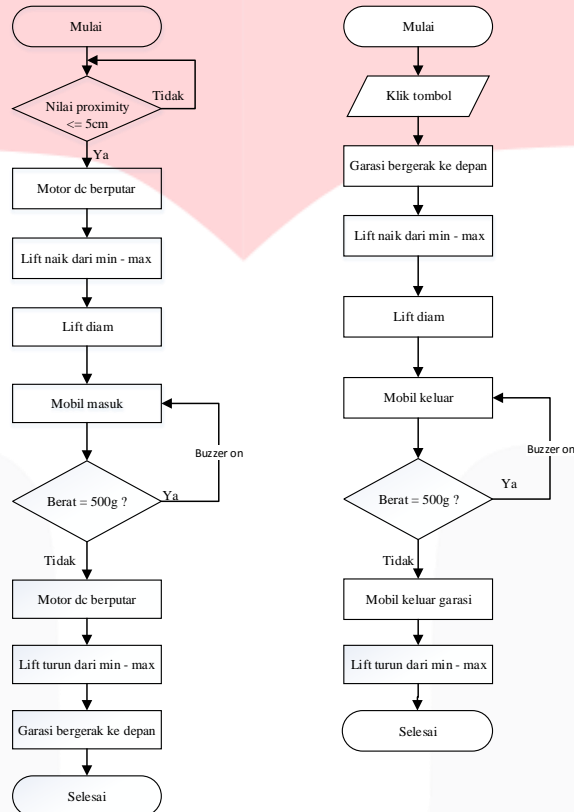 Mulai
Nilai proximity
<= 5cm
Tidak
Ya
Motor dc berputar
Lift naik dari min - max
Lift diam
Mobil masuk
Buzzer on
Berat = 500g ?
Ya
Tidak
Motor dc berputar
Lift turun dari min - max
Garasi bergerak ke depan
Selesai
Mulai
Klik tombol
Garasi bergerak ke depan
Lift naik dari min - max
Lift diam
Mobil keluar
Buzzer on
Berat = 500g ?
Ya
Tidak
Mobil keluar garasi
Lift turun dari min - max
Selesai